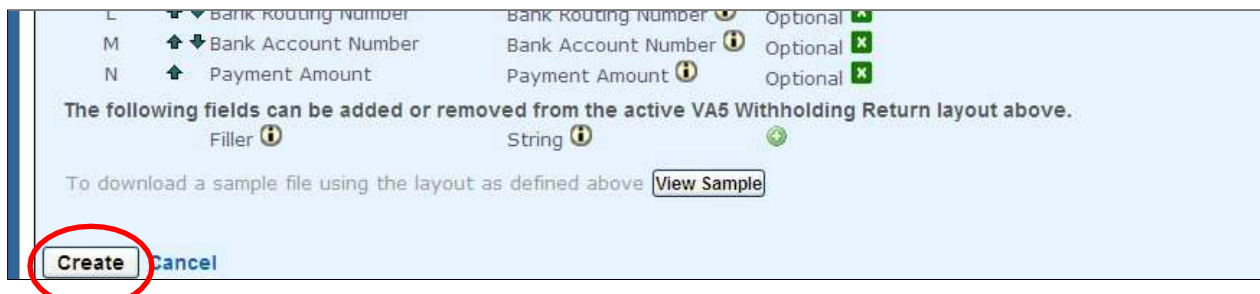 L Bank Routing Number Bank Routing Number Optional
M Bank Account Number Bank Account Number Optional
N Payment Amount Payment Amount Optional
The following fields can be added or removed from the active VA5 Withholding Return layout above.
Filler String
To download a sample file using the layout as defined above View Sample
Create Cancel